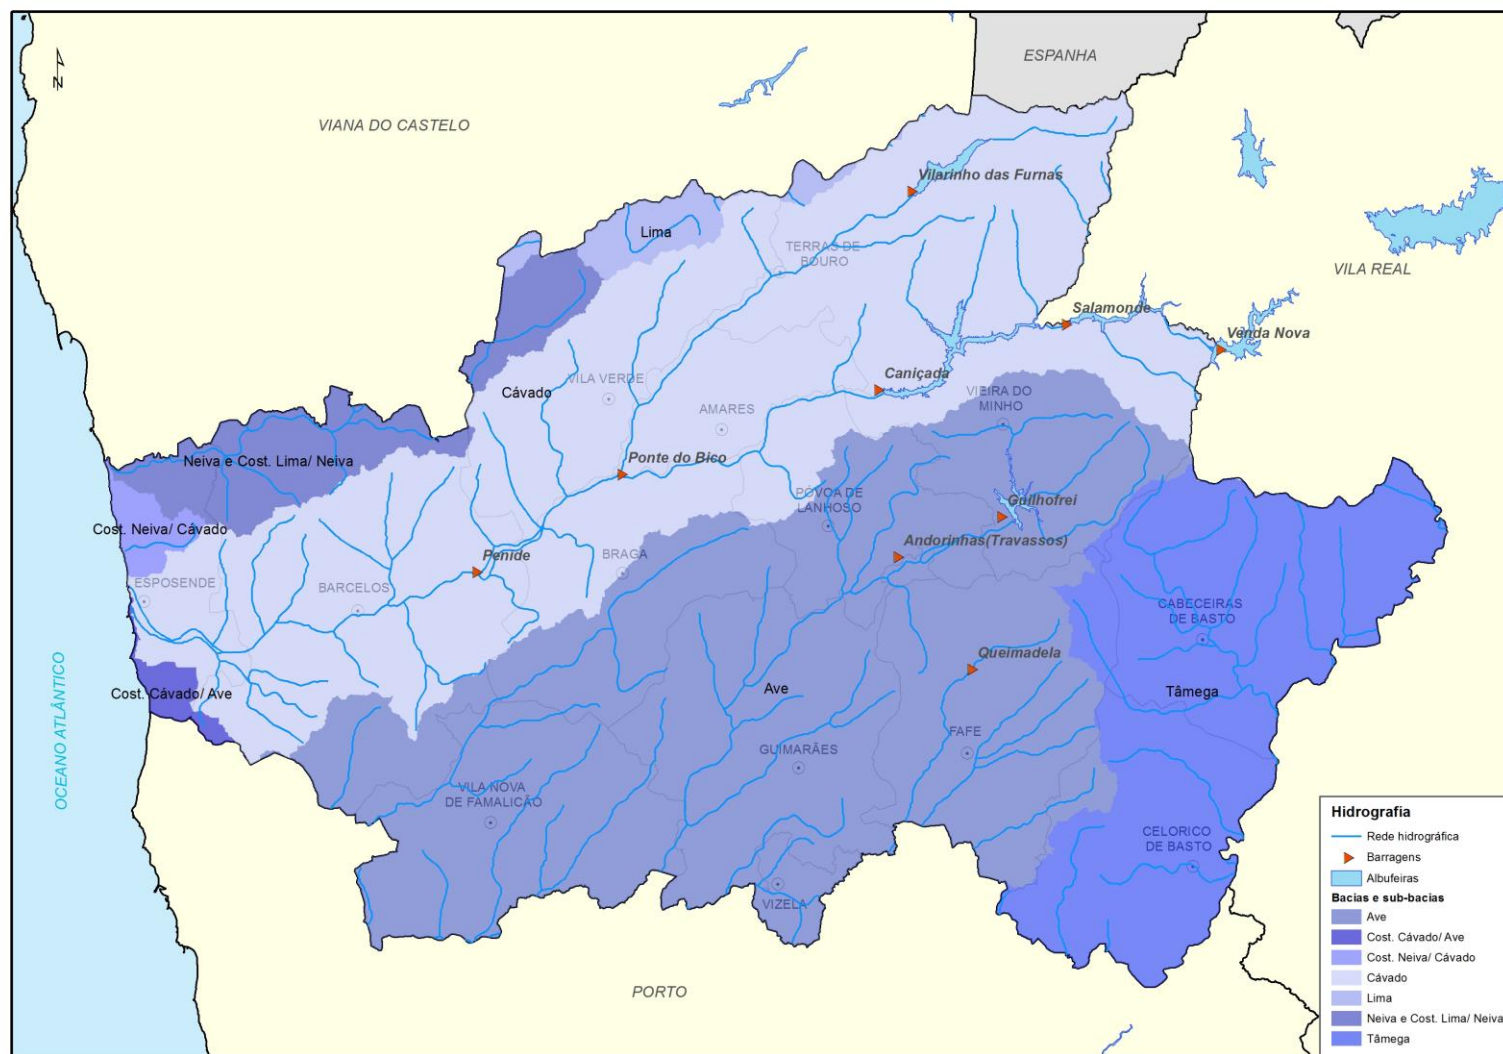 ESPANHA
N
VIANA DO CASTELO
Vilarinho das Furnas
Lima
TERRAS DE
BOURO
VILA REAL
Salamonde
Venda Nova
Caniçada
VILA VERDE
Cávado
VIEIRA DO
MINHO
AMARES
Neiva e Cost. Lima/ Neiva
Ponte do Bico
PÓVOA DE
LANHOSO
Guilhofrei
Cost. Neiva/ Cávado
Andorinhas(Travassos)
Penide
BRAGA
ESPOSENDE
BARCELOS
CABECEIRAS
DE BASTO
Queimadela
OCEANO ATLÂNTICO
Cost. Cávado/ Ave
Ave
Tâmega
GUIMARÃES
FAFE
VILA NOVA
DE FAMALICÃO
CELORICO
DE BASTO
VIZELA
PORTO
Hidrografia
Rede hidrográfica
Barragens
Albufeiras
Bacias e sub-bacias
Ave
Cost. Cávado/ Ave
Cost. Neiva/ Cávado
Cávado
Lima
Neiva e Cost. Lima/ Neiva
Tâmega